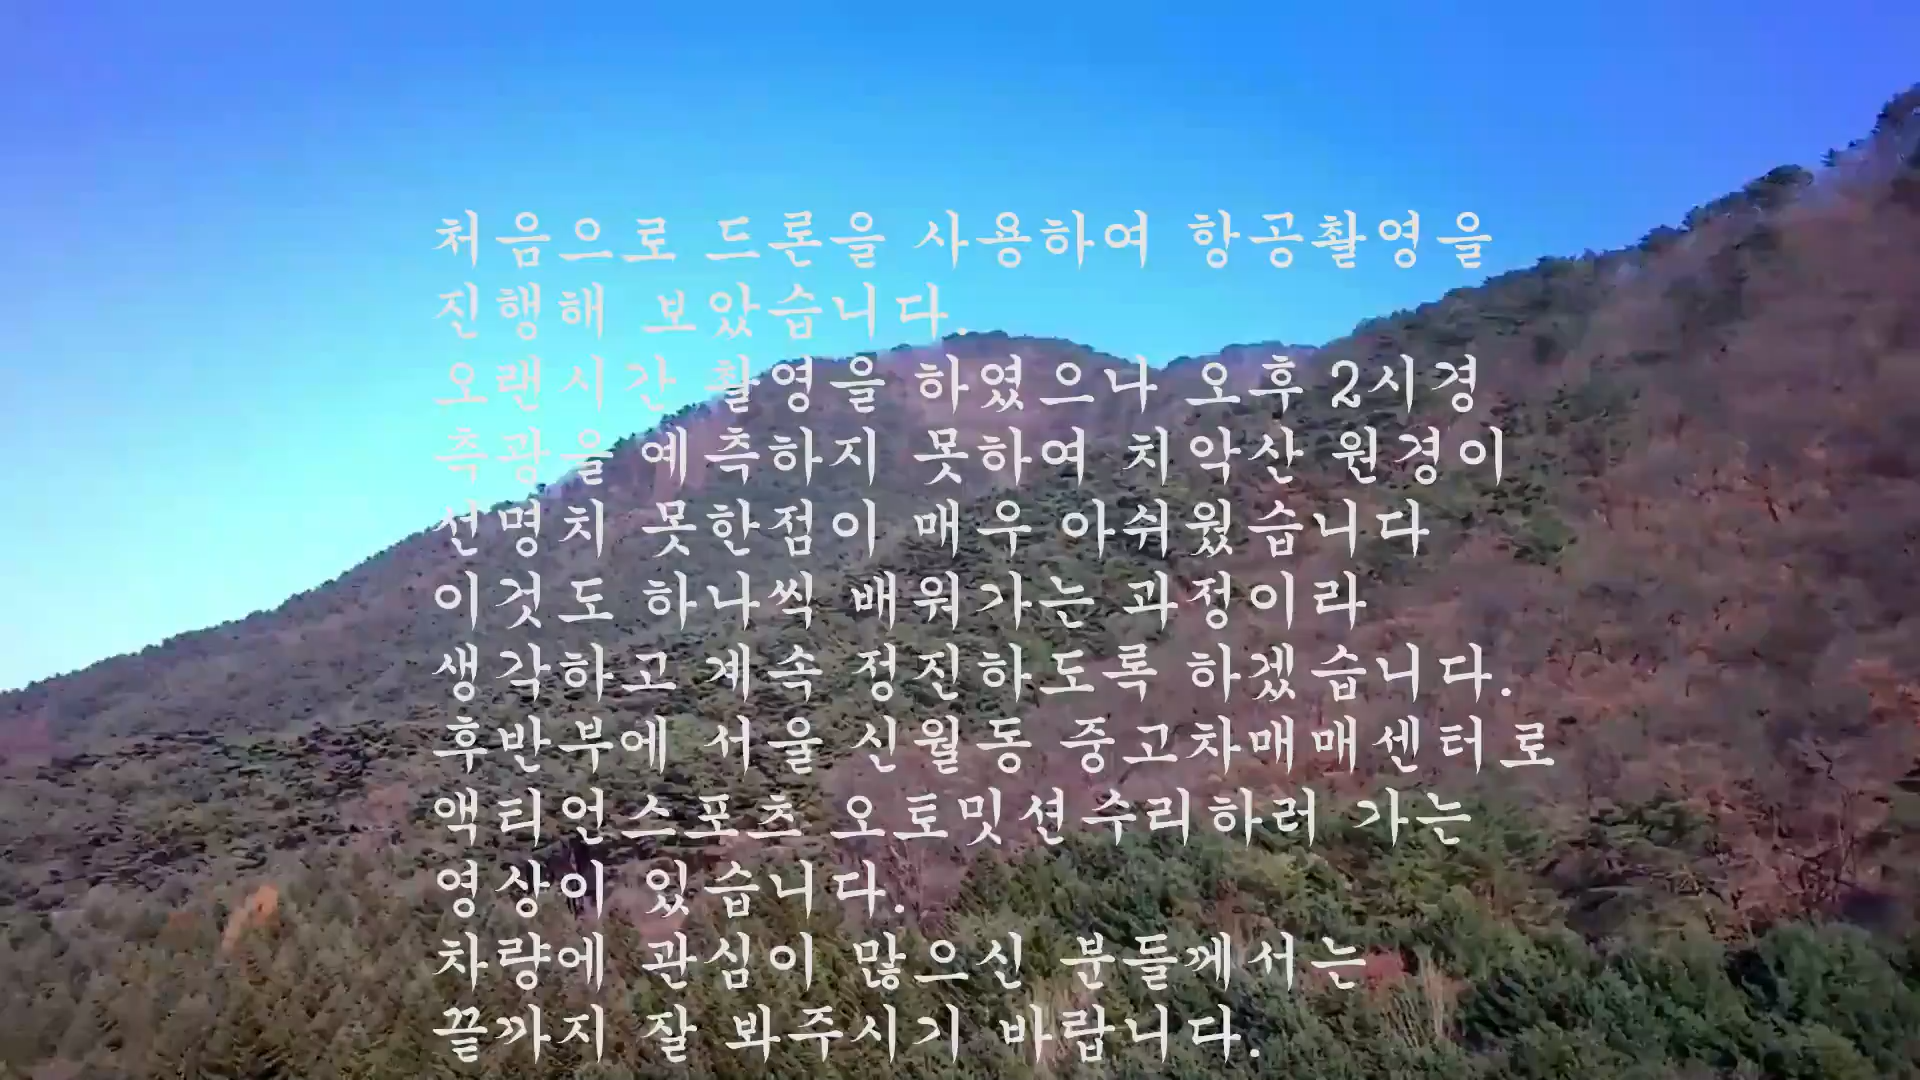 처음으로 드론을 사용하여 항공촬영을
진행해 보았습니다.
오랜시간 촬영을 하였으나 오후 2시경
측광을 예측하지 못하여 치악산 원경이
선명치 못한점이 매우 아쉬웠습니다
이것도 하나씩 배워가는 과정이라
생각하고 계속 정진하도록 하겠습니다.
후반부에 서울 신월동 중고차매매센터로
액티언스포츠 오토밋션수리하러 가는
영상이 있습니다.
차량에 관심이 많으신 분들께서는
끝까지 잘 봐주시기 바랍니다.